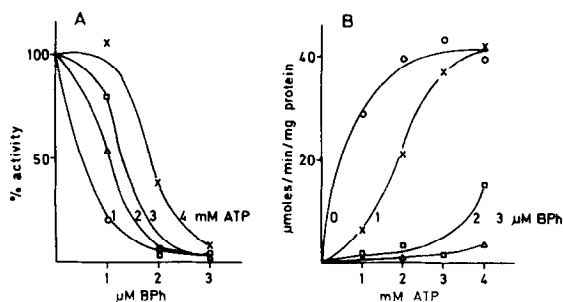 A
100
50
% activity
1 2 3 4 mM ATP
1 2 3
μM BPh
B
40
20
μmoles/min/mg protein
0 1 2 3 μM BPh
1 2 3 4
mM ATP